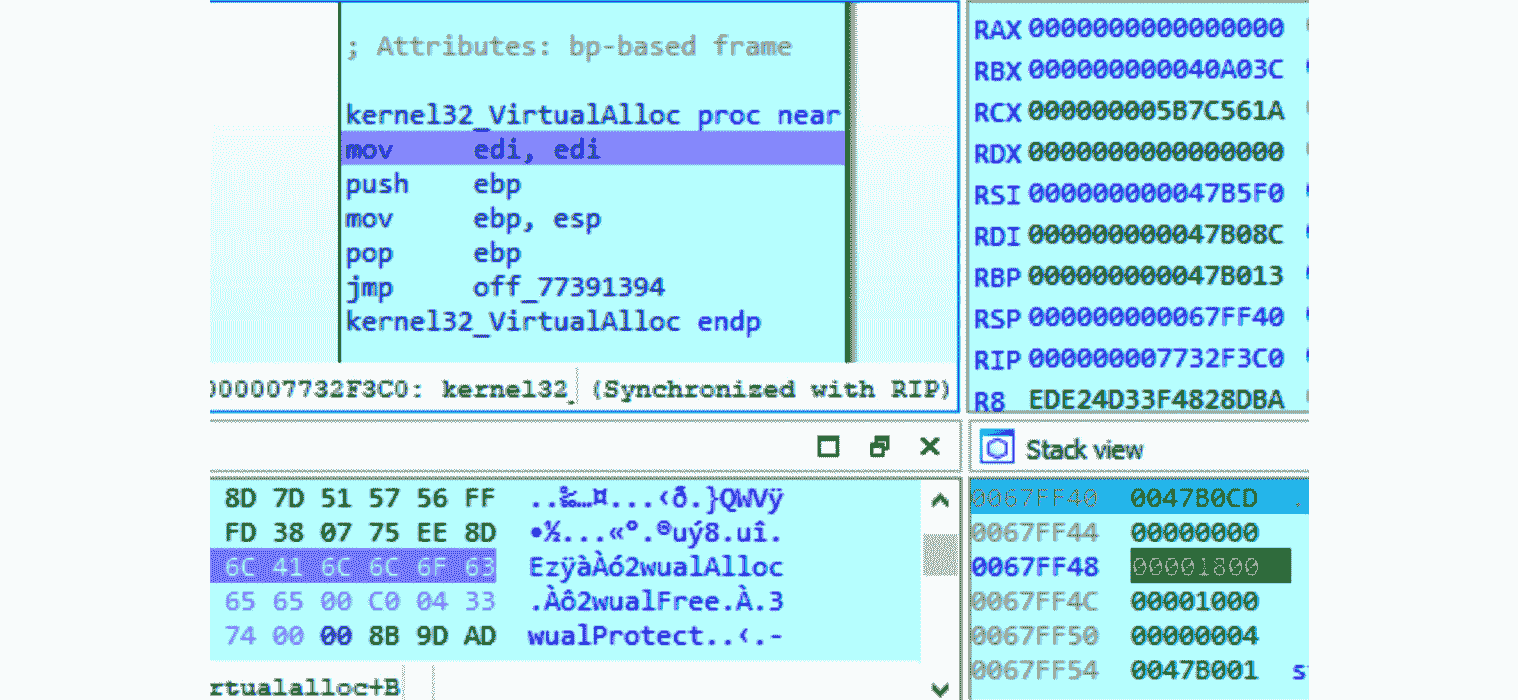 ; Attributes: bp-based frame
kernel32_VirtualAlloc proc near
mov edi, edi
push ebp
mov ebp, esp
pop ebp
jmp off_77391394
kernel32_VirtualAlloc endp
000007732F3C0: kernel32_ (Synchronized with RIP)
RAX 0000000000000000
RBX 000000000040A03C
RCX 000000005B7C561A
RDX 0000000000000000
RSI 000000000047B5F0
RDI 000000000047B08C
RBP 000000000047B013
RSP 000000000067FF40
RIP 000000007732F3C0
R8 EDE24D33F4828DBA
8D 7D 51 57 56 FF ..‰…¤...‹ð.}QWVÿ
FD 38 07 75 EE 8D •½...«°.®uý8.uî.
6C 41 6C 6C 6F 63 EzÿàÀó2wualAlloc
65 65 00 C0 04 33 .Àô2wualFree.À.3
74 00 00 8B 9D AD wualProtect..‹.-
rtualalloc+B
Stack view
0067FF40 0047B0CD .
0067FF44 00000000
0067FF48 00001800
0067FF4C 00001000
0067FF50 00000004
0067FF54 0047B001 s